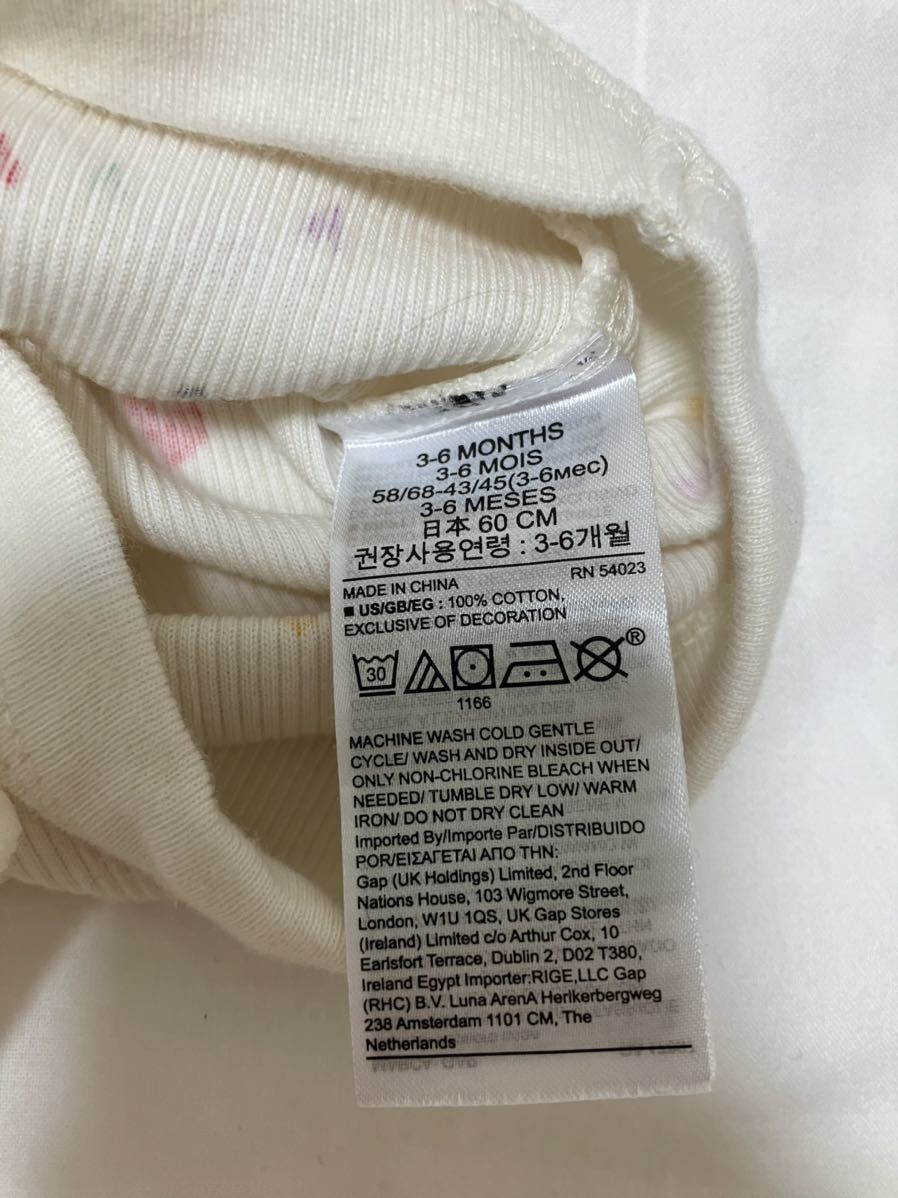 3-6 MONTHS
3-6 MOIS
58/68-43/45(3-6мес)
3-6 MESES
日本 60 CM
권장사용연령 : 3-6개월
MADE IN CHINA RN 54023
■ US/GB/EG : 100% COTTON,
EXCLUSIVE OF DECORATION
30
®
1166
MACHINE WASH COLD GENTLE
CYCLE/ WASH AND DRY INSIDE OUT/
ONLY NON-CHLORINE BLEACH WHEN
NEEDED/ TUMBLE DRY LOW/ WARM
IRON/ DO NOT DRY CLEAN
Imported By/Importe Par/DISTRIBUIDO
POR/ΕΙΣΑΓΕΤΑΙ ΑΠΟ ΤΗΝ:
Gap (UK Holdings) Limited, 2nd Floor
Nations House, 103 Wigmore Street,
London, W1U 1QS, UK Gap Stores
(Ireland) Limited c/o Arthur Cox, 10
Earlsfort Terrace, Dublin 2, D02 T380,
Ireland Egypt Importer:RIGE,LLC Gap
(RHC) B.V. Luna ArenA Herikerbergweg
238 Amsterdam 1101 CM, The
Netherlands